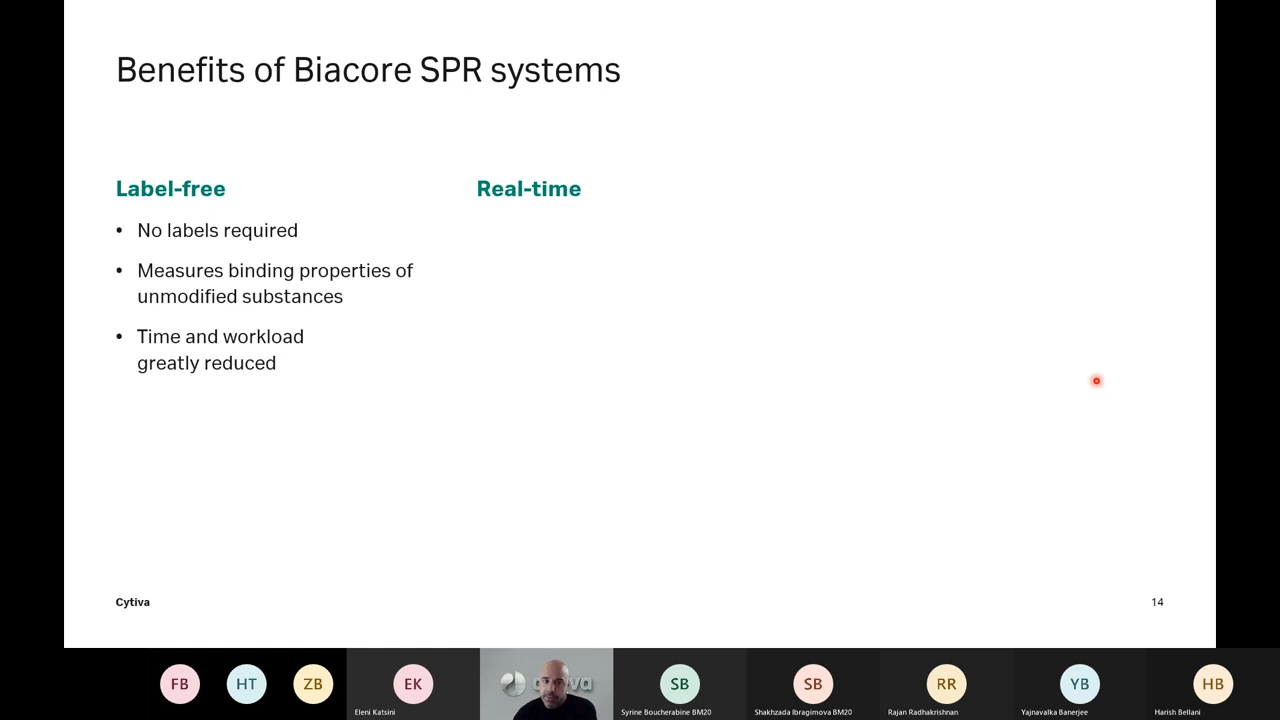 Benefits of Biacore SPR systems
Label-free
• No labels required
• Measures binding properties of
unmodified substances
• Time and workload
greatly reduced
Real-time
Cytiva
14
FB
HT
ZB
EK
Eleni Katsini
SB
Syrine Boucherabine BM20
SB
Shakhzada Ibragimova BM20
RR
Rajan Radhakrishnan
YB
Yajnavalka Banerjee
HB
Harish Bellani